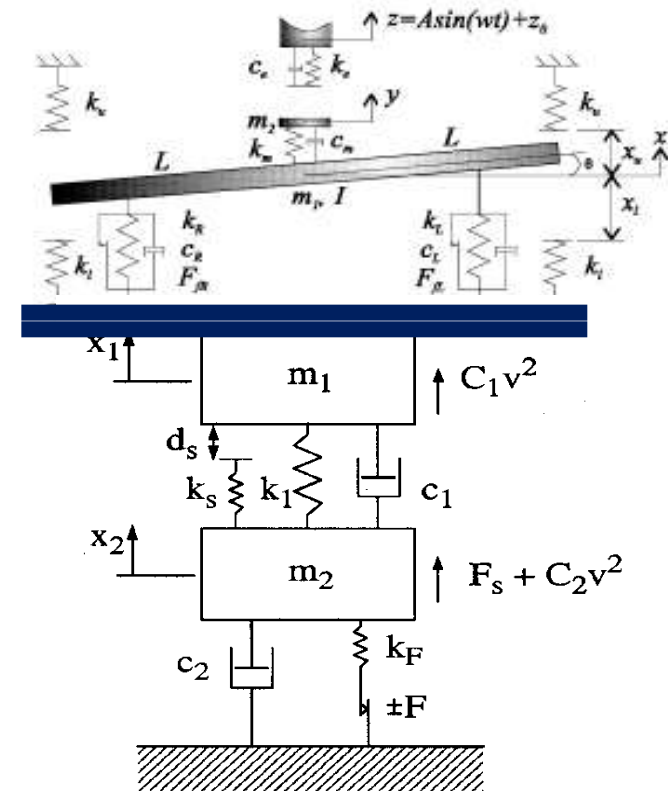 z=Asin(wt)+z₀
cₑ kₑ
kᵤ y kᵤ
m₂
kₘ cₘ
L L xᵤ x
θ
m₁, I
x₁
k_R k_L
kₗ c_R c_L kₗ
F_fR F_fL
x₁
m₁ C₁v²
dₛ
kₛ k₁ c₁
x₂
m₂ Fₛ + C₂v²
c₂ k_F
±F